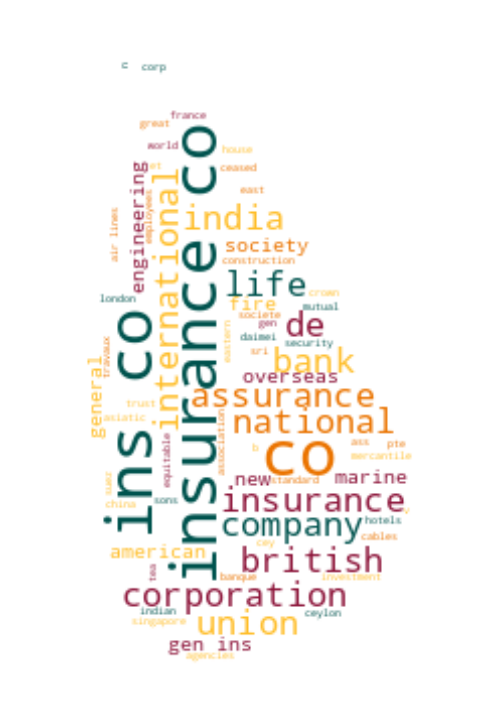 c corp
france
great
world
house
et
ceased
engineering
employees
international
insurance co
east
air lines
india
society
construction
london
life
crown
fire
mutual
societe
gen
de
ins co
daimei
security
eastern
sri
bank
travaux
general
overseas
assurance
trust
asiatic
association
national
equitable
co
b
ass
pte
mercantile
suez
china
sons
new
standard
marine
insurance
v
company
hotels
cables
american
cey
british
tea
banque
investment
corporation
indian
ceylon
singapore
union
gen ins
agencies